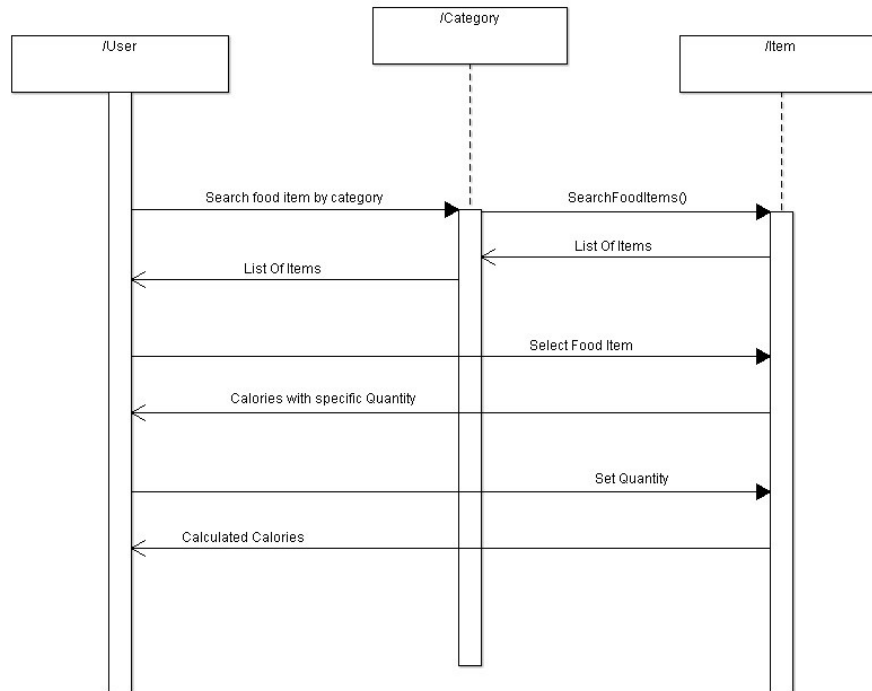 /Category
/User
/Item
Search food item by category
SearchFoodItems()
List Of Items
List Of Items
Select Food Item
Calories with specific Quantity
Set Quantity
Calculated Calories